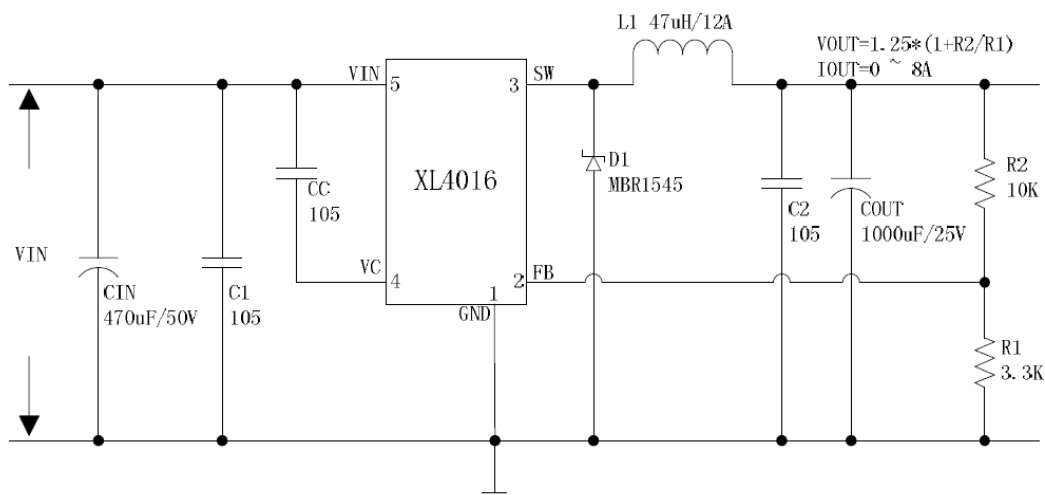 L1 47uH/12A
VOUT=1.25*(1+R2/R1)
IOUT=0 ~ 8A
VIN
5
3
SW
XL4016
CC
105
D1
MBR1545
R2
10K
C2
105
COUT
1000uF/25V
VIN
VC
4
2
FB
1
GND
CIN
470uF/50V
C1
105
R1
3.3K